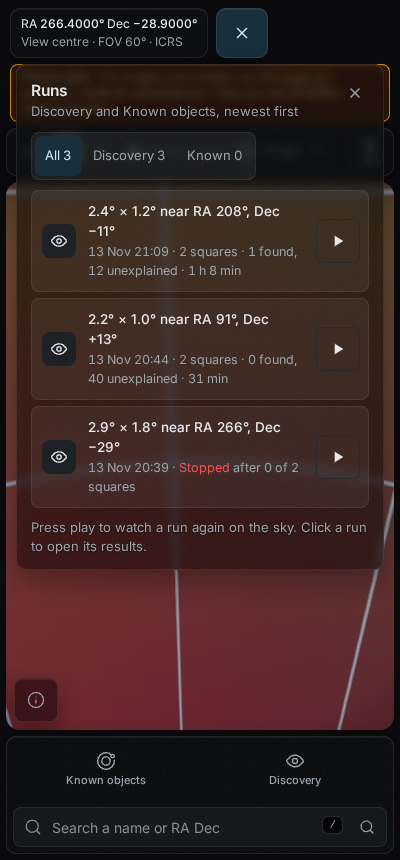 RA 266.4000° Dec −28.9000°
View centre · FOV 60° · ICRS
Runs
Discovery and Known objects, newest first
All 3 Discovery 3 Known 0
2.4° × 1.2° near RA 208°, Dec
−11°
13 Nov 21:09 · 2 squares · 1 found,
12 unexplained · 1 h 8 min
2.2° × 1.0° near RA 91°, Dec
+13°
13 Nov 20:44 · 2 squares · 0 found,
40 unexplained · 31 min
2.9° × 1.8° near RA 266°, Dec
−29°
13 Nov 20:39 · Stopped after 0 of 2
squares
Press play to watch a run again on the sky. Click a run
to open its results.
Known objects Discovery
Search a name or RA Dec /